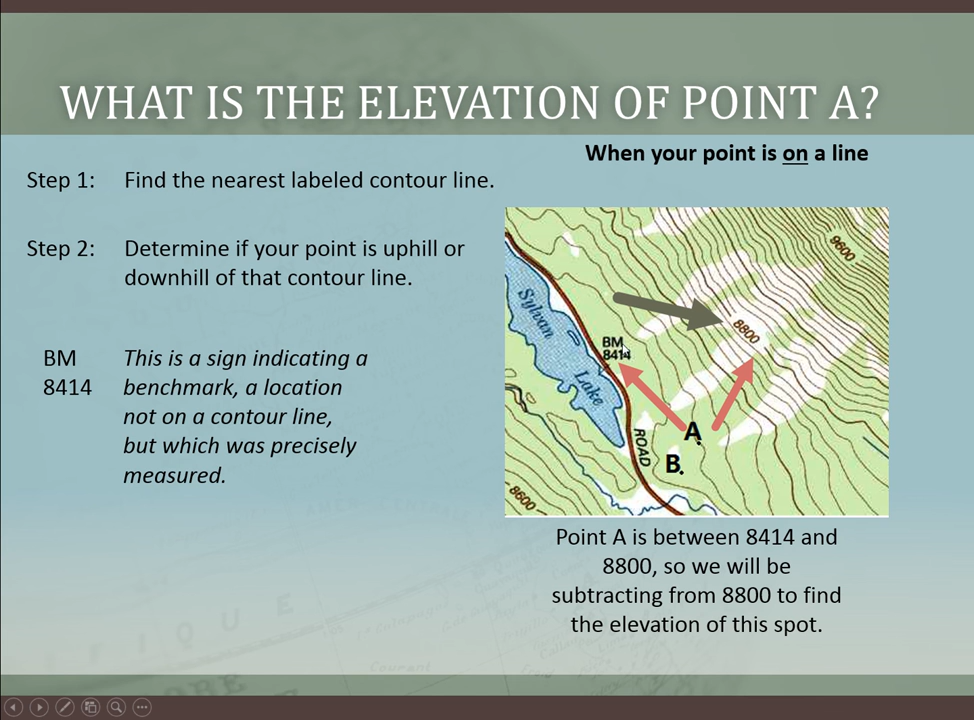 WHAT IS THE ELEVATION OF POINT A?
When your point is on a line
Step 1: Find the nearest labeled contour line.
Step 2: Determine if your point is uphill or
downhill of that contour line.
BM This is a sign indicating a
8414 benchmark, a location
not on a contour line,
but which was precisely
measured.
9600
Sylvan
Lake
8800
BM
8414
A
B
ROAD
8600
Point A is between 8414 and
8800, so we will be
subtracting from 8800 to find
the elevation of this spot.